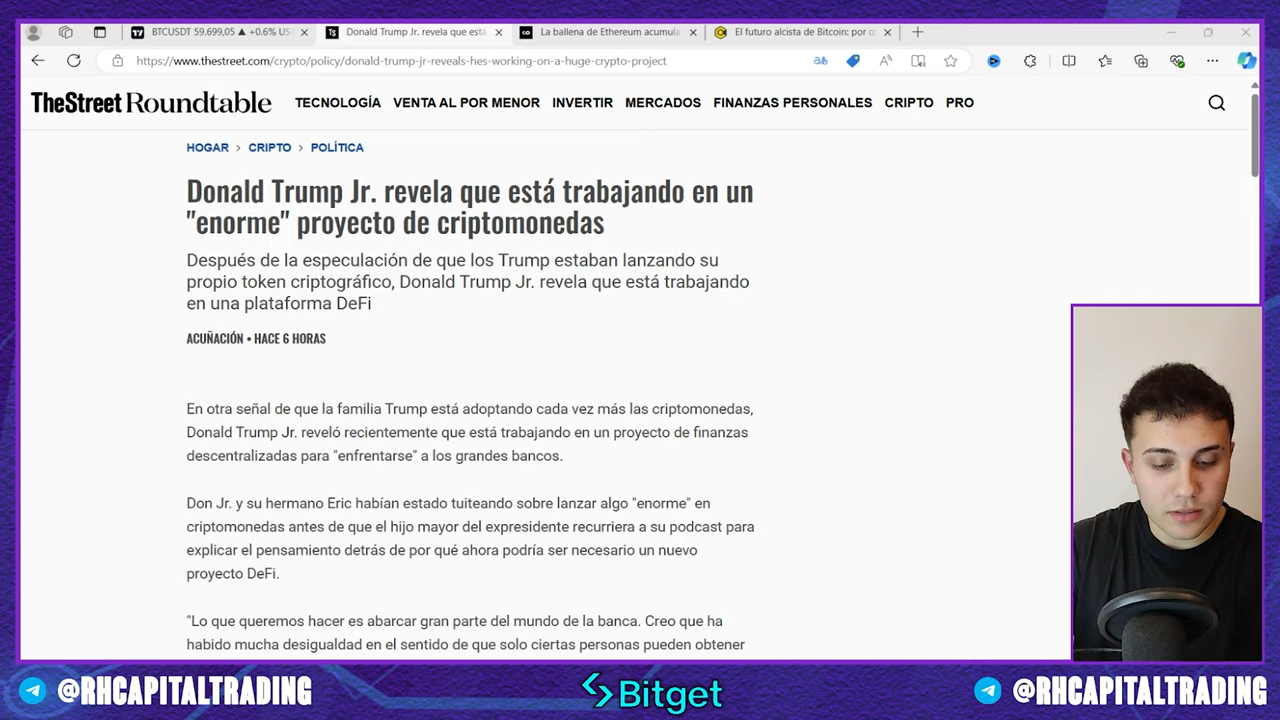 BTCUSDT 59.699,05 ▲ +0.6% US
Donald Trump Jr. revela que está
La ballena de Ethereum acumula
El futuro alcista de Bitcoin: por q
https://www.thestreet.com/crypto/policy/donald-trump-jr-reveals-hes-working-on-a-huge-crypto-project
TheStreet Roundtable
TECNOLOGÍA VENTA AL POR MENOR INVERTIR MERCADOS FINANZAS PERSONALES CRIPTO PRO
HOGAR > CRIPTO > POLÍTICA
Donald Trump Jr. revela que está trabajando en un
"enorme" proyecto de criptomonedas
Después de la especulación de que los Trump estaban lanzando su
propio token criptográfico, Donald Trump Jr. revela que está trabajando
en una plataforma DeFi
ACUÑACIÓN • HACE 6 HORAS
En otra señal de que la familia Trump está adoptando cada vez más las criptomonedas,
Donald Trump Jr. reveló recientemente que está trabajando en un proyecto de finanzas
descentralizadas para "enfrentarse" a los grandes bancos.
Don Jr. y su hermano Eric habían estado tuiteando sobre lanzar algo "enorme" en
criptomonedas antes de que el hijo mayor del expresidente recurriera a su podcast para
explicar el pensamiento detrás de por qué ahora podría ser necesario un nuevo
proyecto DeFi.
"Lo que queremos hacer es abarcar gran parte del mundo de la banca. Creo que ha
habido mucha desigualdad en el sentido de que solo ciertas personas pueden obtener
@RHCAPITALTRADING
Bitget
@RHCAPITALTRADING